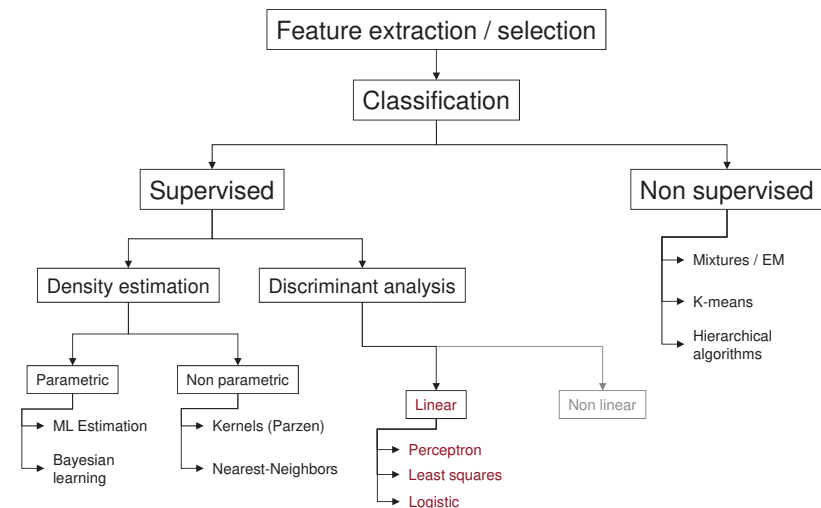 Feature extraction / selection
Classification
Supervised
Non supervised
Density estimation
Discriminant analysis
Mixtures / EM
K-means
Hierarchical
algorithms
Parametric
Non parametric
Linear
Non linear
ML Estimation
Bayesian
learning
Kernels (Parzen)
Nearest-Neighbors
Perceptron
Least squares
Logistic